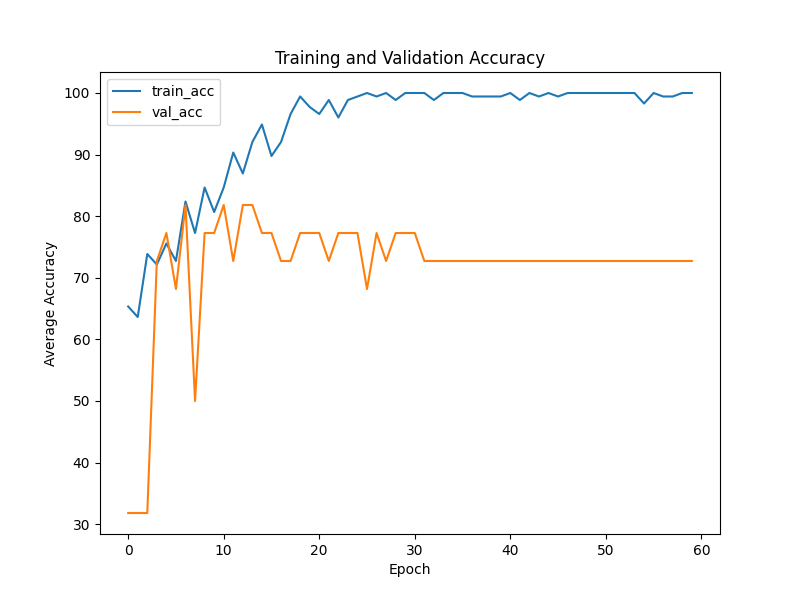 Training and Validation Accuracy
train_acc
val_acc
100
90
80
70
60
50
40
30
Average Accuracy
0 10 20 30 40 50 60
Epoch